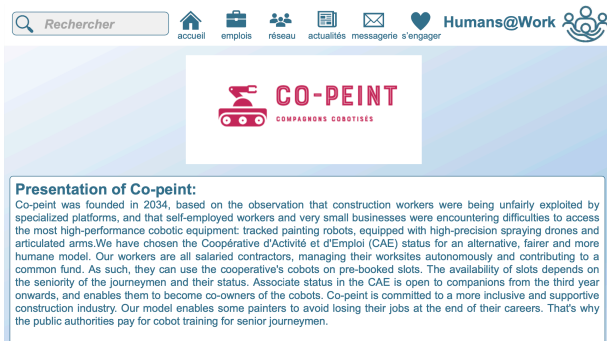 Rechercher
accueil emplois réseau actualités messagerie s'engager
Humans@Work
CO-PEINT
COMPAGNONS COBOTISÉS
Presentation of Co-peint:
Co-peint was founded in 2034, based on the observation that construction workers were being unfairly exploited by
specialized platforms, and that self-employed workers and very small businesses were encountering difficulties to access
the most high-performance cobotic equipment: tracked painting robots, equipped with high-precision spraying drones and
articulated arms.We have chosen the Coopérative d'Activité et d'Emploi (CAE) status for an alternative, fairer and more
humane model. Our workers are all salaried contractors, managing their worksites autonomously and contributing to a
common fund. As such, they can use the cooperative's cobots on pre-booked slots. The availability of slots depends on
the seniority of the journeymen and their status. Associate status in the CAE is open to companions from the third year
onwards, and enables them to become co-owners of the cobots. Co-peint is committed to a more inclusive and supportive
construction industry. Our model enables some painters to avoid losing their jobs at the end of their careers. That's why
the public authorities pay for cobot training for senior journeymen.